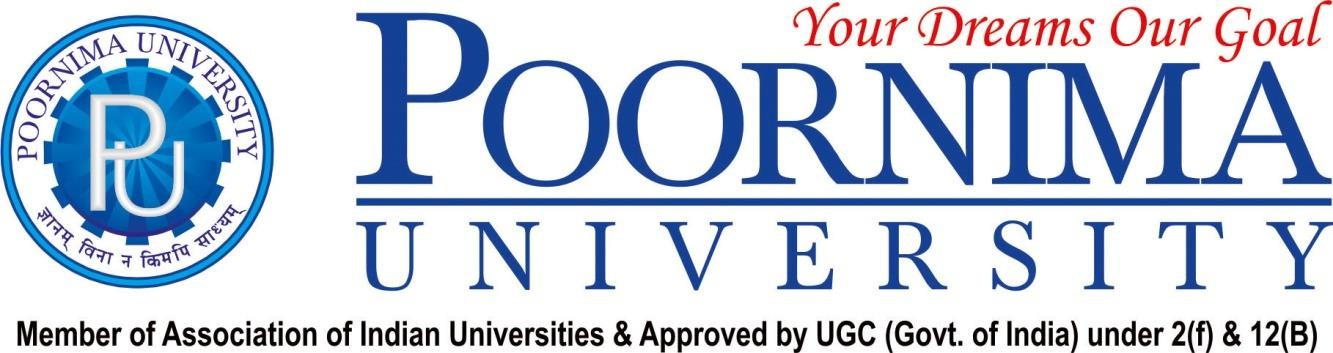 POORNIMA UNIVERSITY
PU
ज्ञानम् विना न किमपि साध्यम्
Your Dreams Our Goal
POORNIMA
UNIVERSITY
Member of Association of Indian Universities & Approved by UGC (Govt. of India) under 2(f) & 12(B)